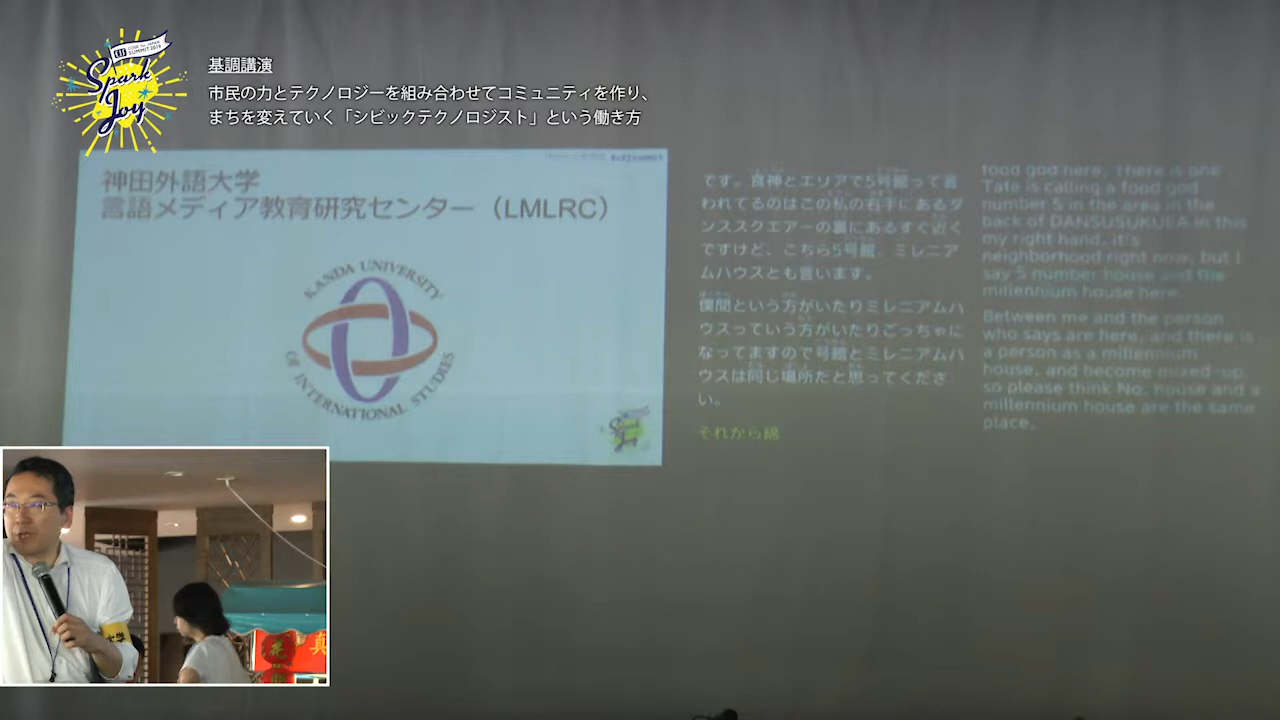 CODE for JAPAN
SUMMIT 2019
Spark
Joy
基調講演
市民の力とテクノロジーを組み合わせてコミュニティを作り、
まちを変えていく「シビックテクノロジスト」という働き方
神田外語大学
言語メディア教育研究センター（LMLRC）
KANDA UNIVERSITY
OF INTERNATIONAL STUDIES
Spark
Joy
です。食神とエリアで5号館って言
われてるのはこの私の右手にあるダ
ンススクエアーの裏にあるすぐ近く
ですけど、こちら5号館、ミレニア
ムハウスとも言います。
僕間という方がいたりミレニアムハ
ウスっていう方がいたりごっちゃに
なってますので号館とミレニアムハ
ウスは同じ場所だと思ってくださ
い。
それから綿
food god here. There is one
Tate is calling a food god
number 5 in the area in the
back of DANSUSUKUEA in this
my right hand, it's
neighborhood right now, but I
say 5 number house and the
millennium house here.
Between me and the person
who says are here, and there is
a person as a millennium
house, and become mixed-up,
so please think No. house and a
millennium house are the same
place.
大学
花
真